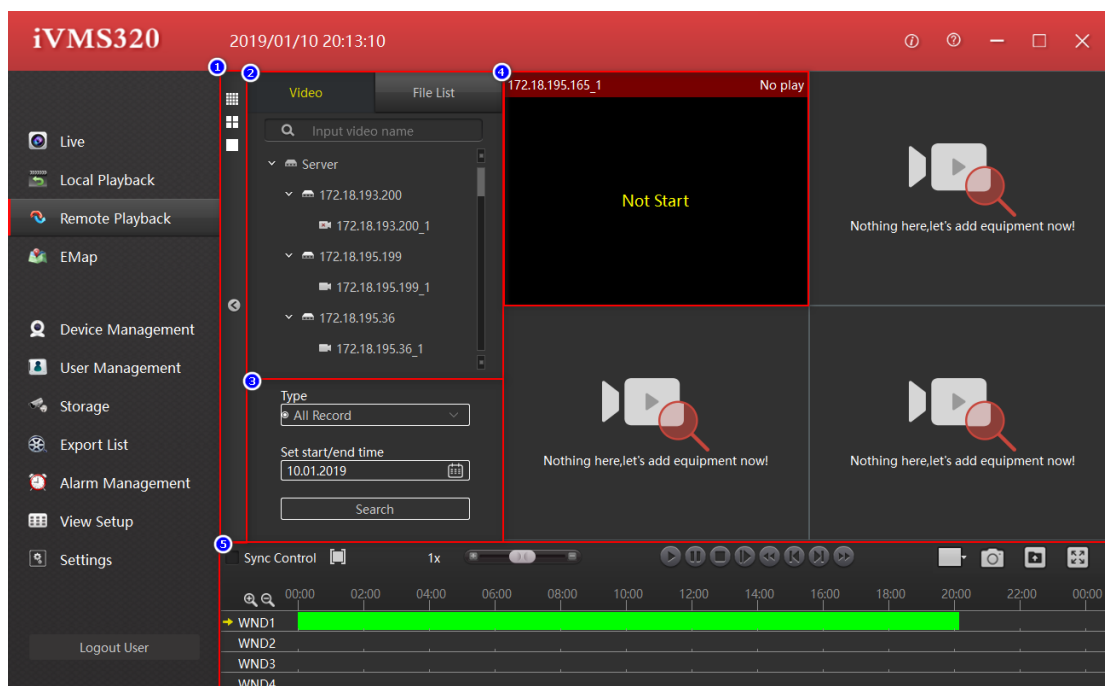 iVMS320
2019/01/10 20:13:10
1
2
4
Video
File List
172.18.195.165_1
No play
Input video name
Live
Server
Local Playback
172.18.193.200
Not Start
Remote Playback
172.18.193.200_1
Nothing here,let's add equipment now!
EMap
172.18.195.199
172.18.195.199_1
Device Management
172.18.195.36
User Management
172.18.195.36_1
3
Type
Storage
All Record
Export List
Set start/end time
Nothing here,let's add equipment now!
Nothing here,let's add equipment now!
10.01.2019
Alarm Management
Search
View Setup
5
Settings
Sync Control
1x
00:00 02:00 04:00 06:00 08:00 10:00 12:00 14:00 16:00 18:00 20:00 22:00 00:00
WND1
Logout User
WND2
WND3
WND4